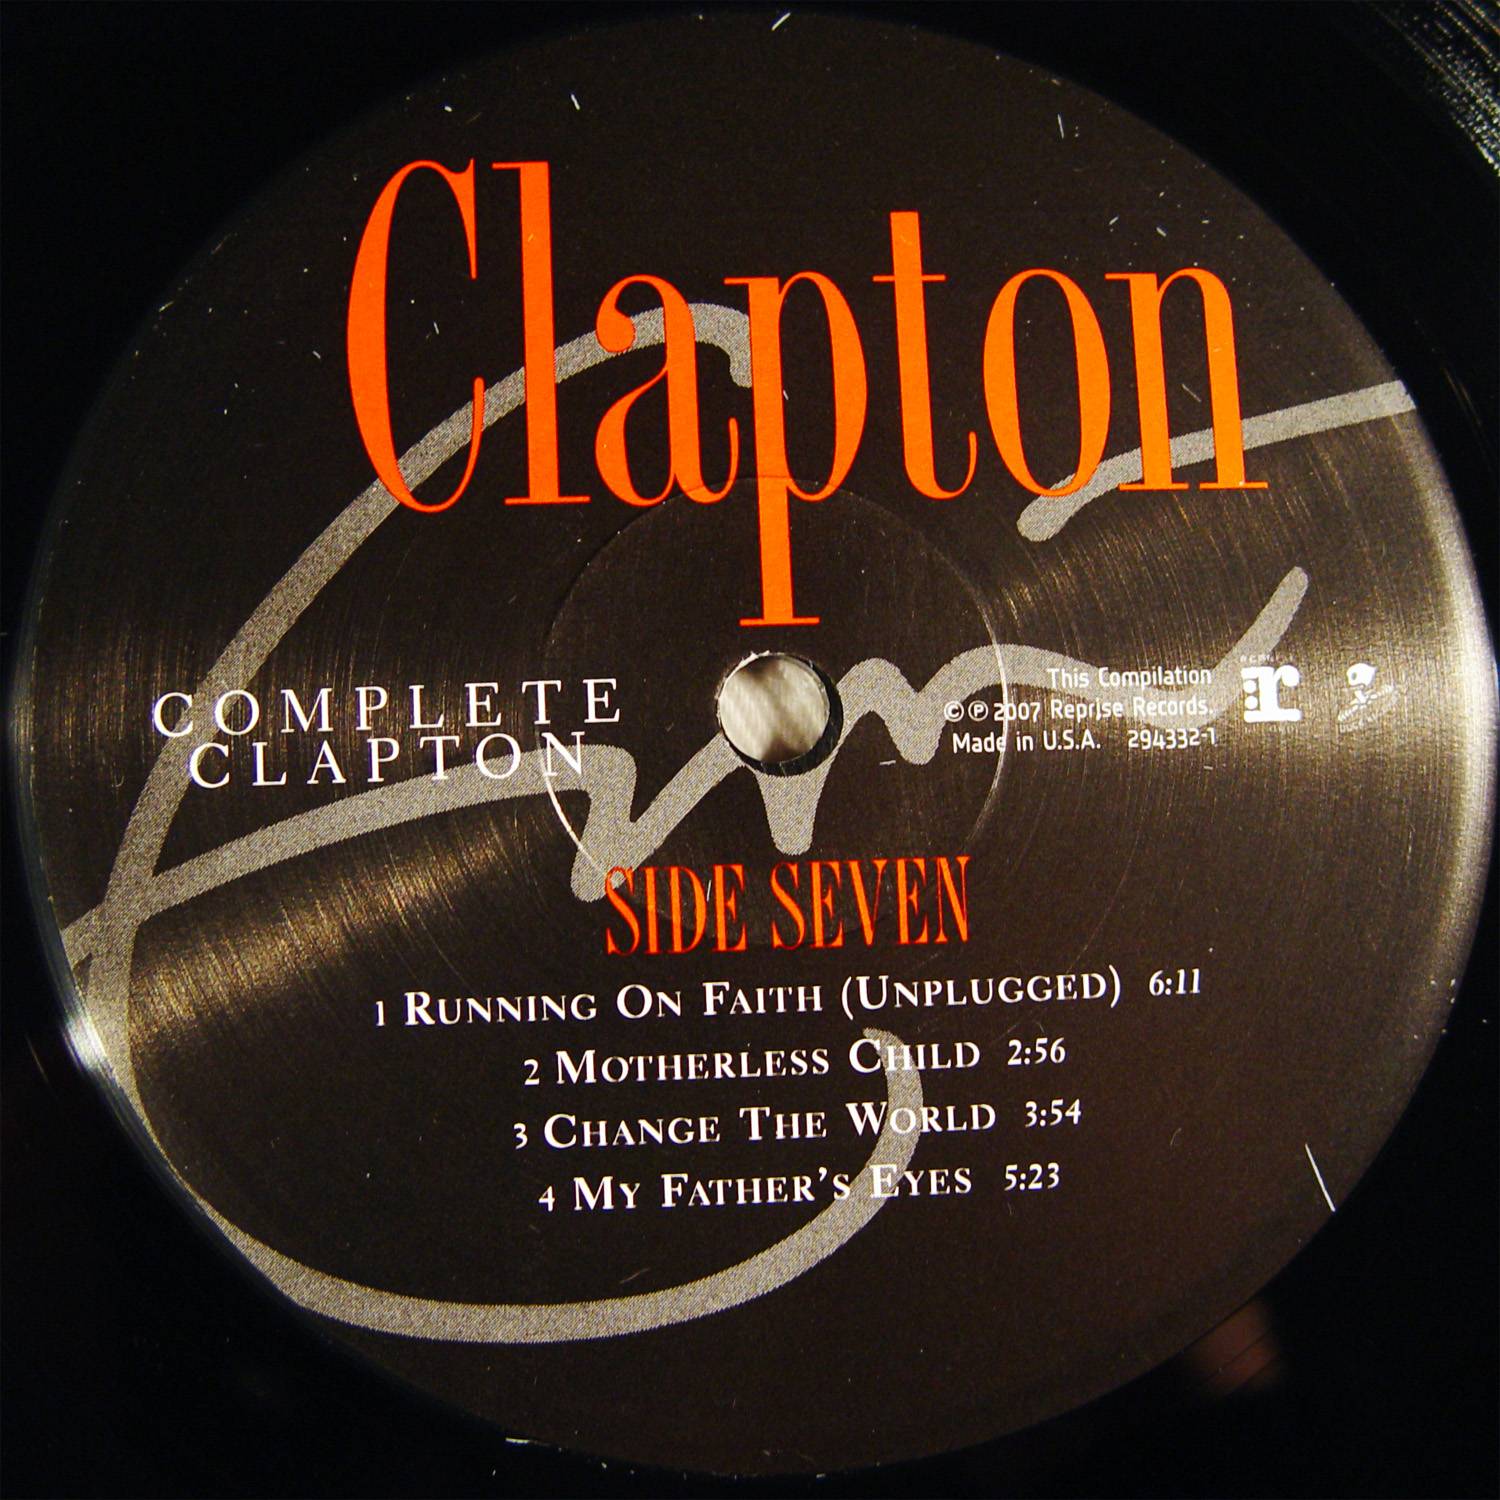 Clapton
COMPLETE
CLAPTON
This Compilation
©℗ 2007 Reprise Records.
Made in U.S.A. 294332-1
r
SIDE SEVEN
1 RUNNING ON FAITH (UNPLUGGED) 6:11
2 MOTHERLESS CHILD 2:56
3 CHANGE THE WORLD 3:54
4 MY FATHER'S EYES 5:23